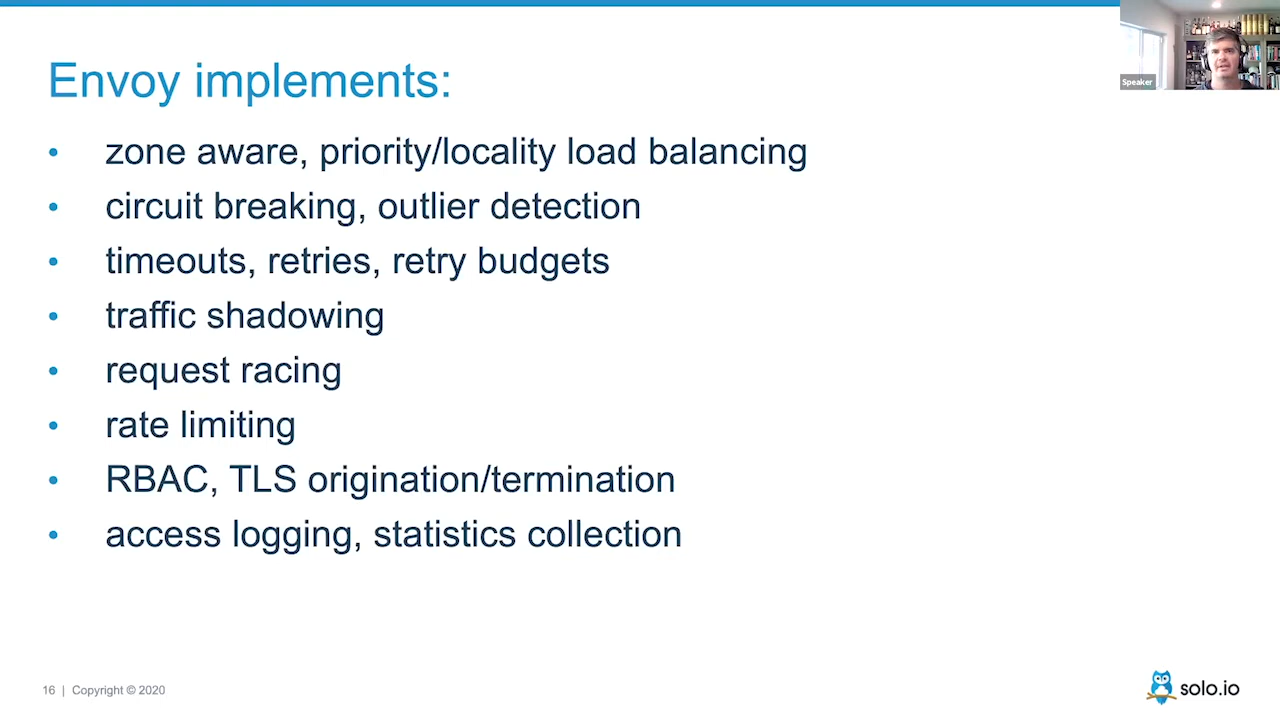 Envoy implements:
• zone aware, priority/locality load balancing
• circuit breaking, outlier detection
• timeouts, retries, retry budgets
• traffic shadowing
• request racing
• rate limiting
• RBAC, TLS origination/termination
• access logging, statistics collection
Speaker
16 | Copyright © 2020
solo.io